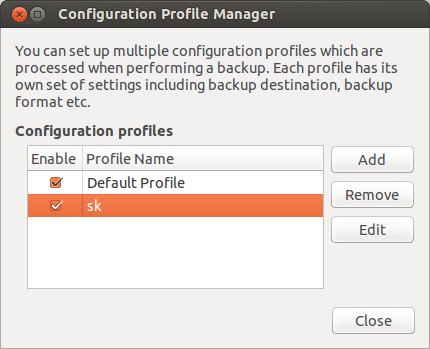 Configuration Profile Manager
You can set up multiple configuration profiles which are
processed when performing a backup. Each profile has its
own set of settings including backup destination, backup
format etc.
Configuration profiles
Enable Profile Name
Add
Default Profile
Remove
sk
Edit
Close